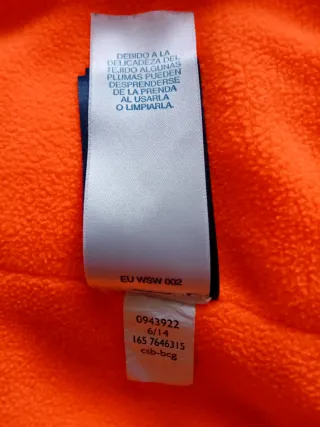 DEBIDO A LA
DELICADEZA DEL
TEJIDO ALGUNAS
PLUMAS PUEDEN
DESPRENDERSE
DE LA PRENDA
AL USARLA
O LIMPIARLA.
EU WSW 002
0943922
6/14
165 7646315
csb-bcg